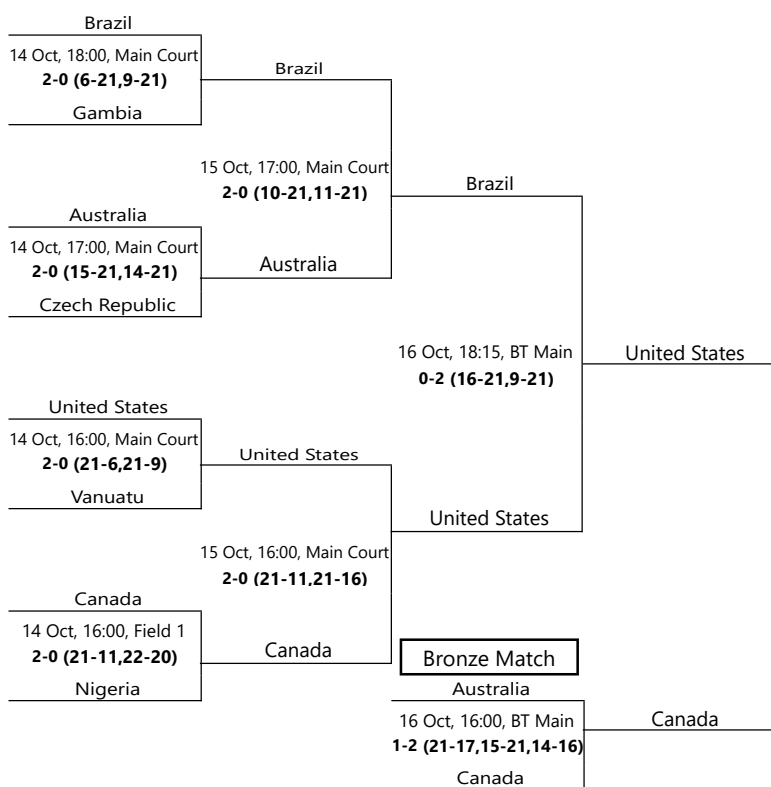 Brazil
14 Oct, 18:00, Main Court
2-0 (6-21,9-21)
Gambia
Brazil
15 Oct, 17:00, Main Court
2-0 (10-21,11-21)
Australia
14 Oct, 17:00, Main Court
2-0 (15-21,14-21)
Czech Republic
Australia
Brazil
16 Oct, 18:15, BT Main
0-2 (16-21,9-21)
United States
United States
14 Oct, 16:00, Main Court
2-0 (21-6,21-9)
Vanuatu
United States
15 Oct, 16:00, Main Court
2-0 (21-11,21-16)
United States
Canada
14 Oct, 16:00, Field 1
2-0 (21-11,22-20)
Nigeria
Canada
Bronze Match
Australia
16 Oct, 16:00, BT Main
1-2 (21-17,15-21,14-16)
Canada
Canada